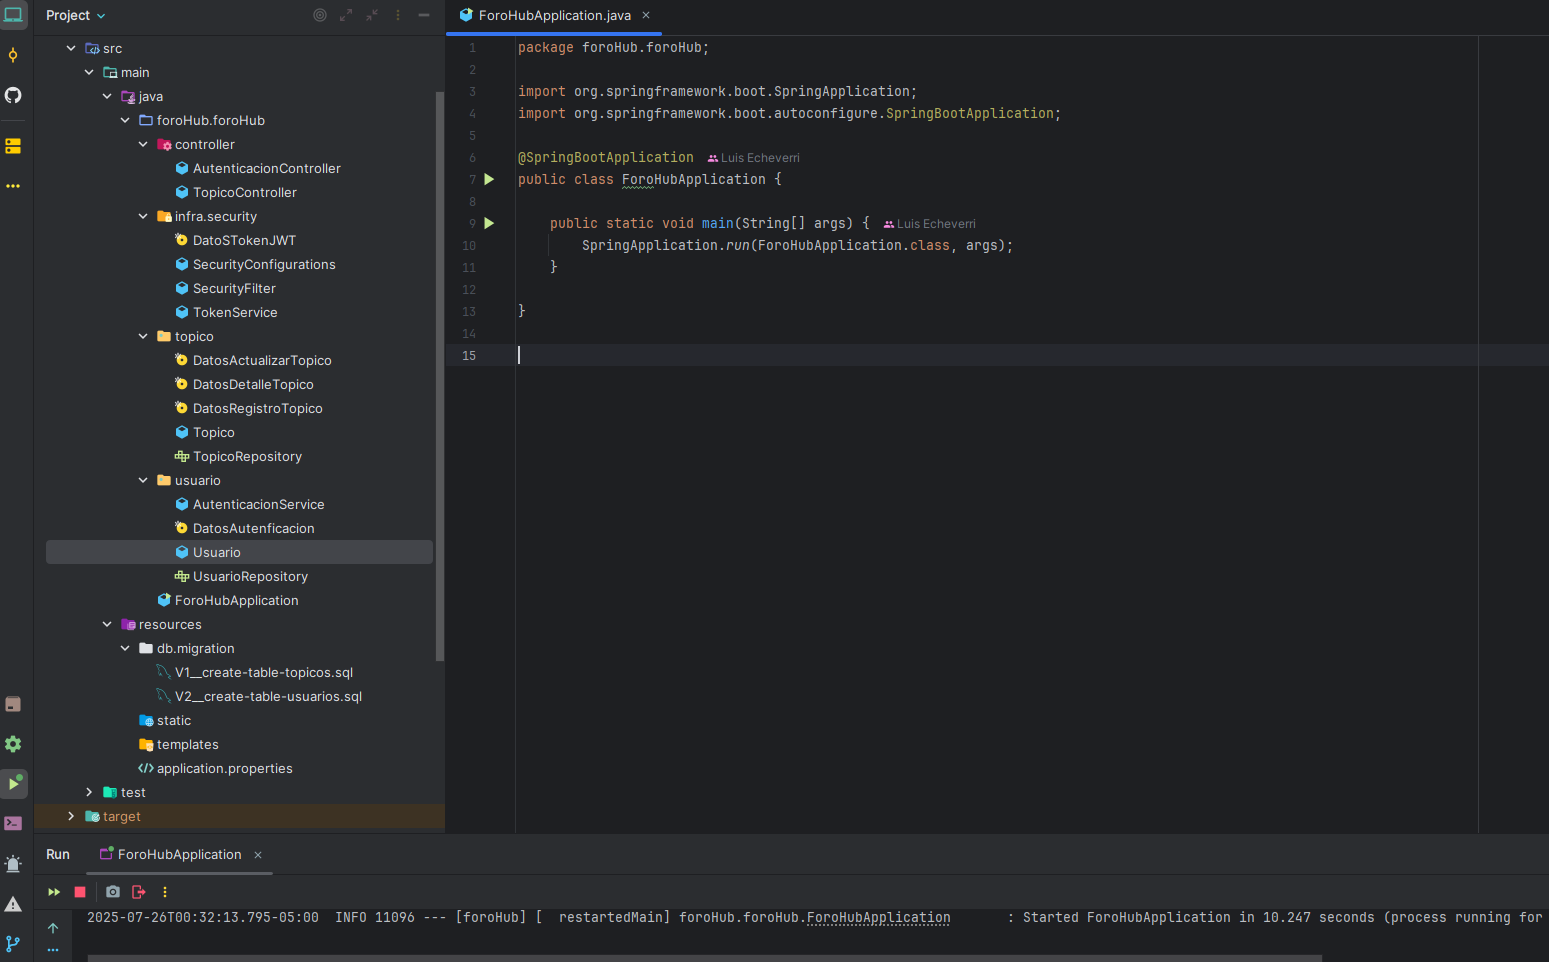 Project
src
main
java
foroHub.foroHub
controller
AutenticacionController
TopicoController
infra.security
DatoSTokenJWT
SecurityConfigurations
SecurityFilter
TokenService
topico
DatosActualizarTopico
DatosDetalleTopico
DatosRegistroTopico
Topico
TopicoRepository
usuario
AutenticacionService
DatosAutenficacion
Usuario
UsuarioRepository
ForoHubApplication
resources
db.migration
V1__create-table-topicos.sql
V2__create-table-usuarios.sql
static
templates
</> application.properties
test
target
ForoHubApplication.java ×
1 package foroHub.foroHub;
2
3 import org.springframework.boot.SpringApplication;
4 import org.springframework.boot.autoconfigure.SpringBootApplication;
5
6 @SpringBootApplication Luis Echeverri
7 public class ForoHubApplication {
8
9 public static void main(String[] args) { Luis Echeverri
10 SpringApplication.run(ForoHubApplication.class, args);
11 }
12
13 }
14
15
Run ForoHubApplication ×
2025-07-26T00:32:13.795-05:00 INFO 11096 --- [foroHub] [ restartedMain] foroHub.foroHub.ForoHubApplication : Started ForoHubApplication in 10.247 seconds (process running for